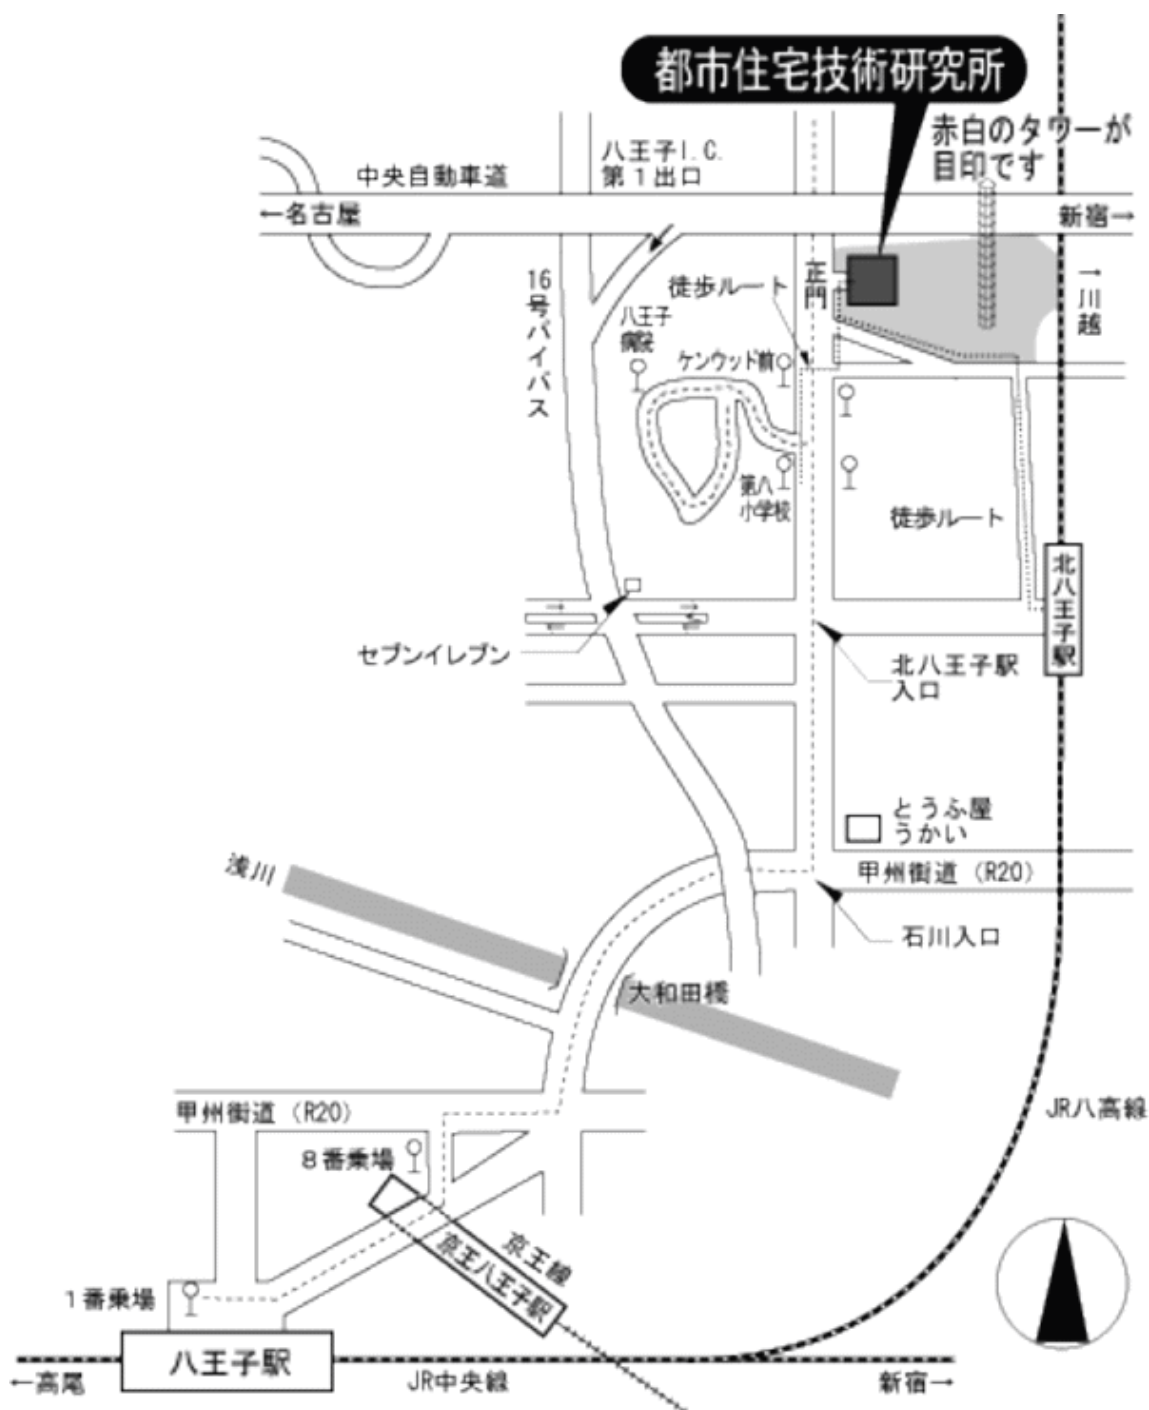 都市住宅技術研究所
赤白のタワーが
目印です
八王子I.C.
第1出口
中央自動車道
←名古屋
新宿→
16号バイパス
徒歩ルート
正門
→川越
八王子
病院
ケンウッド前
第八
小学校
徒歩ルート
北八王子駅
セブンイレブン
北八王子駅
入口
とうふ屋
うかい
浅川
甲州街道（R20）
石川入口
大和田橋
甲州街道（R20）
JR八高線
8番乗場
京王線
京王八王子駅
1番乗場
八王子駅
←高尾
JR中央線
新宿→